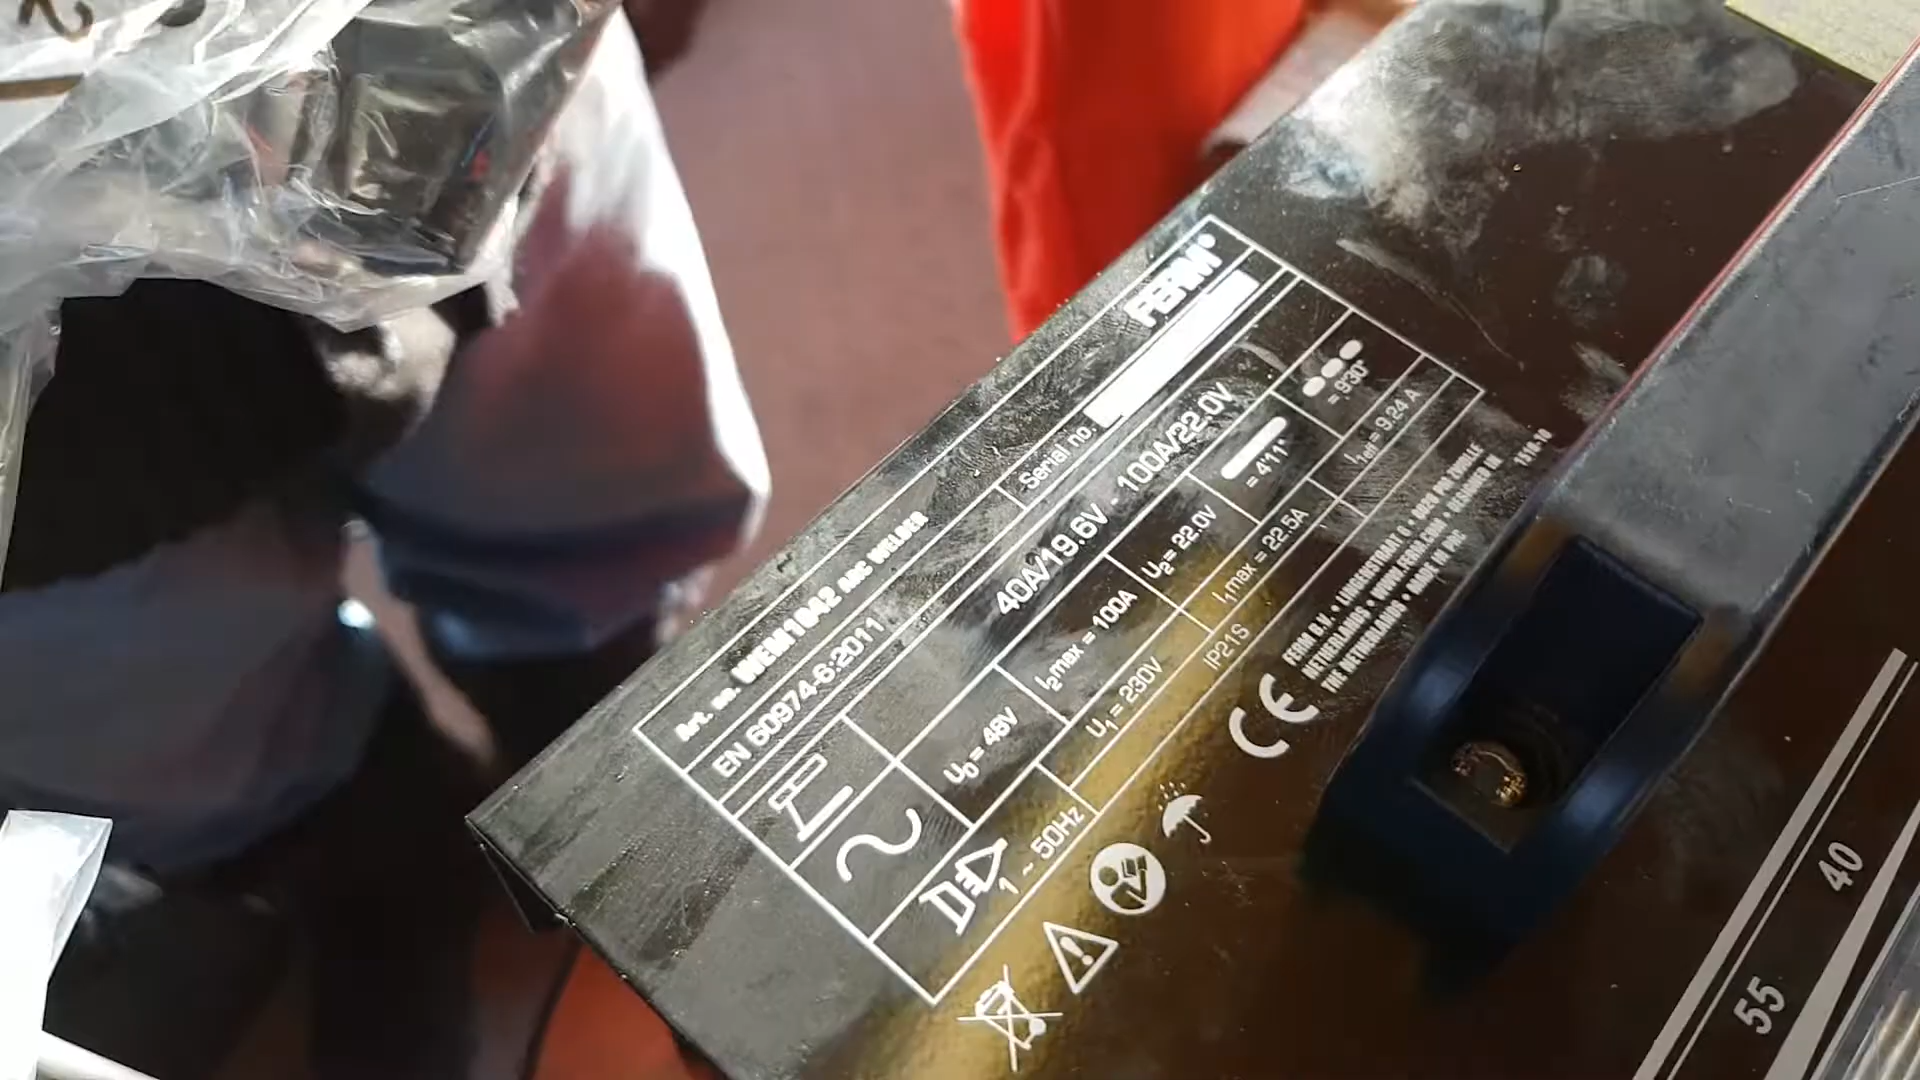 FERM®
Art. no. WEM1042 ARC WELDER
Serial no.
EN 60974-6:2011
40A/19.6V - 100A/22.0V
U0 = 48V
I2max = 100A
U2 = 22.0V
= 4'11"
= 9'30"
1 ~ 50Hz
U1 = 230V
I1max = 22.5A
I1eff = 9.24 A
IP21S
CE
FERM B.V. • LINGENSTRAAT 6 • 8028 PM ZWOLLE
NETHERLANDS • WWW.FERM.COM • DESIGNED IN
THE NETHERLANDS • MADE IN PRC
1510-10
40
55